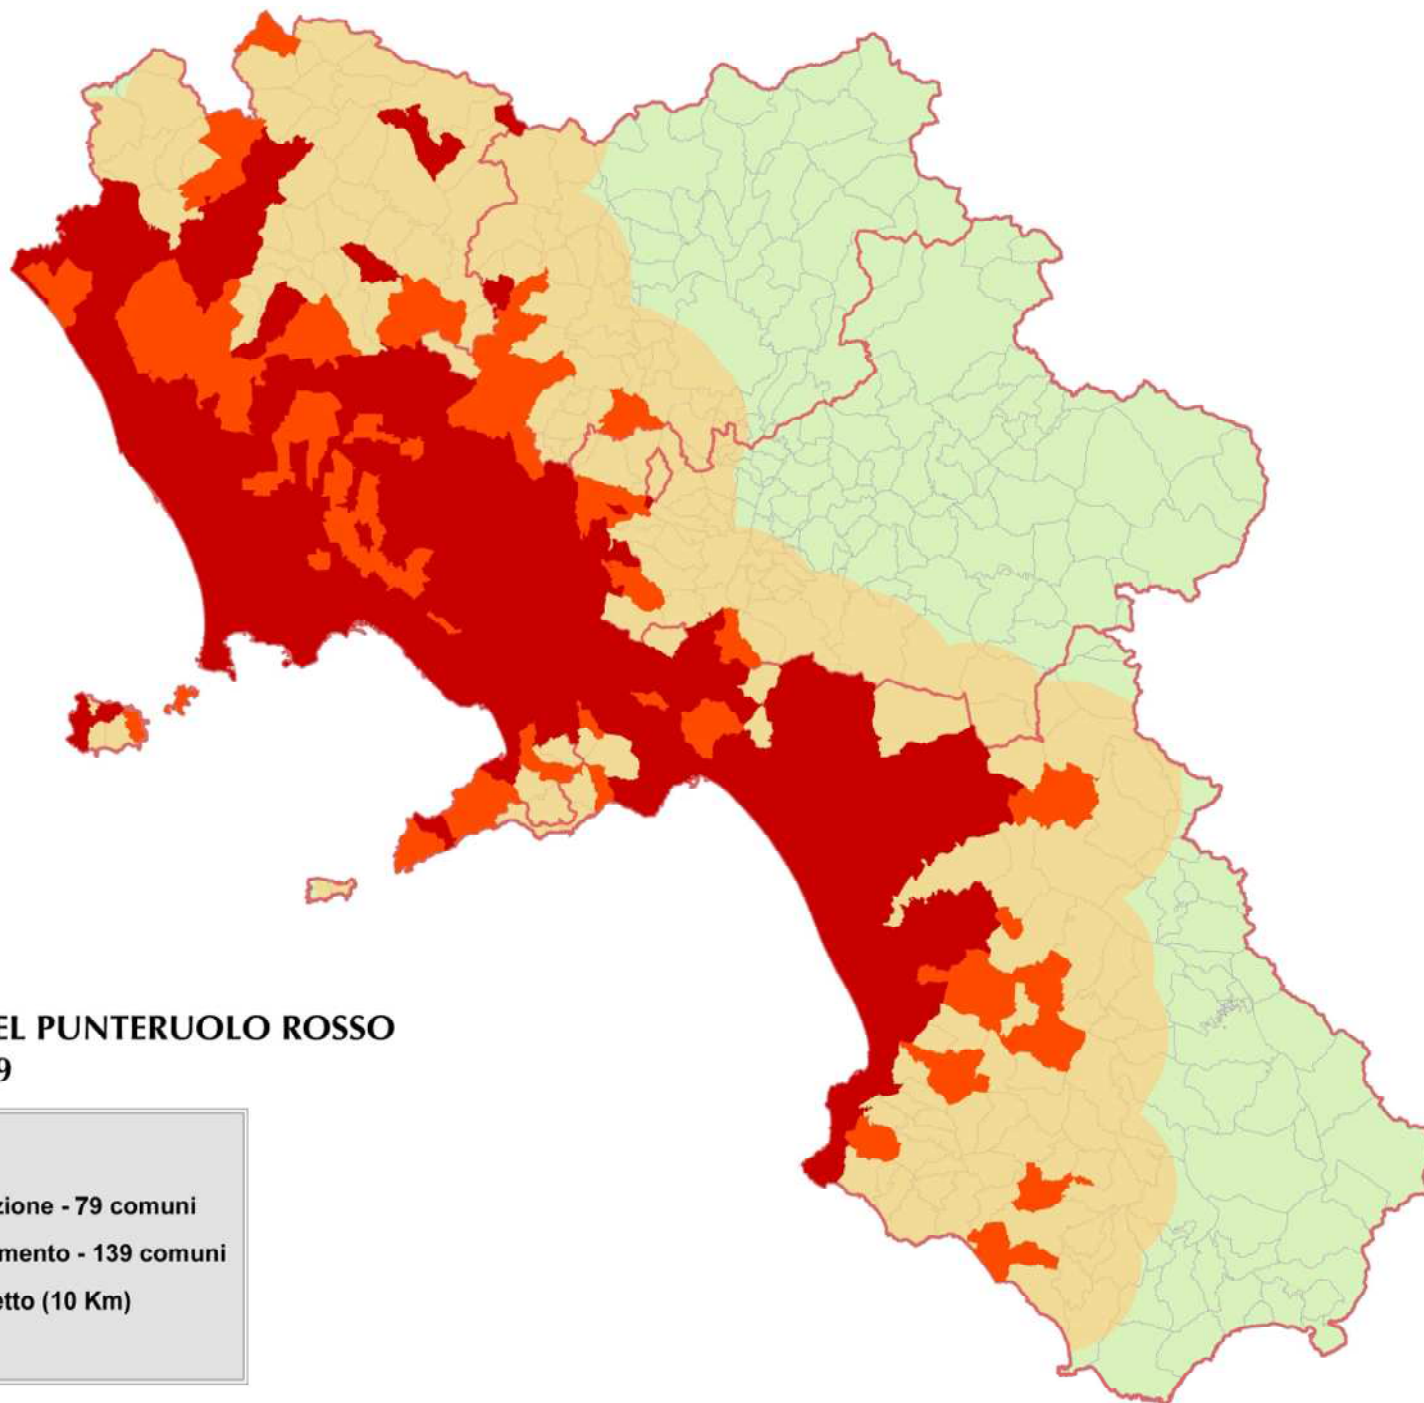 EL PUNTERUOLO ROSSO
9
zione - 79 comuni
mento - 139 comuni
etto (10 Km)